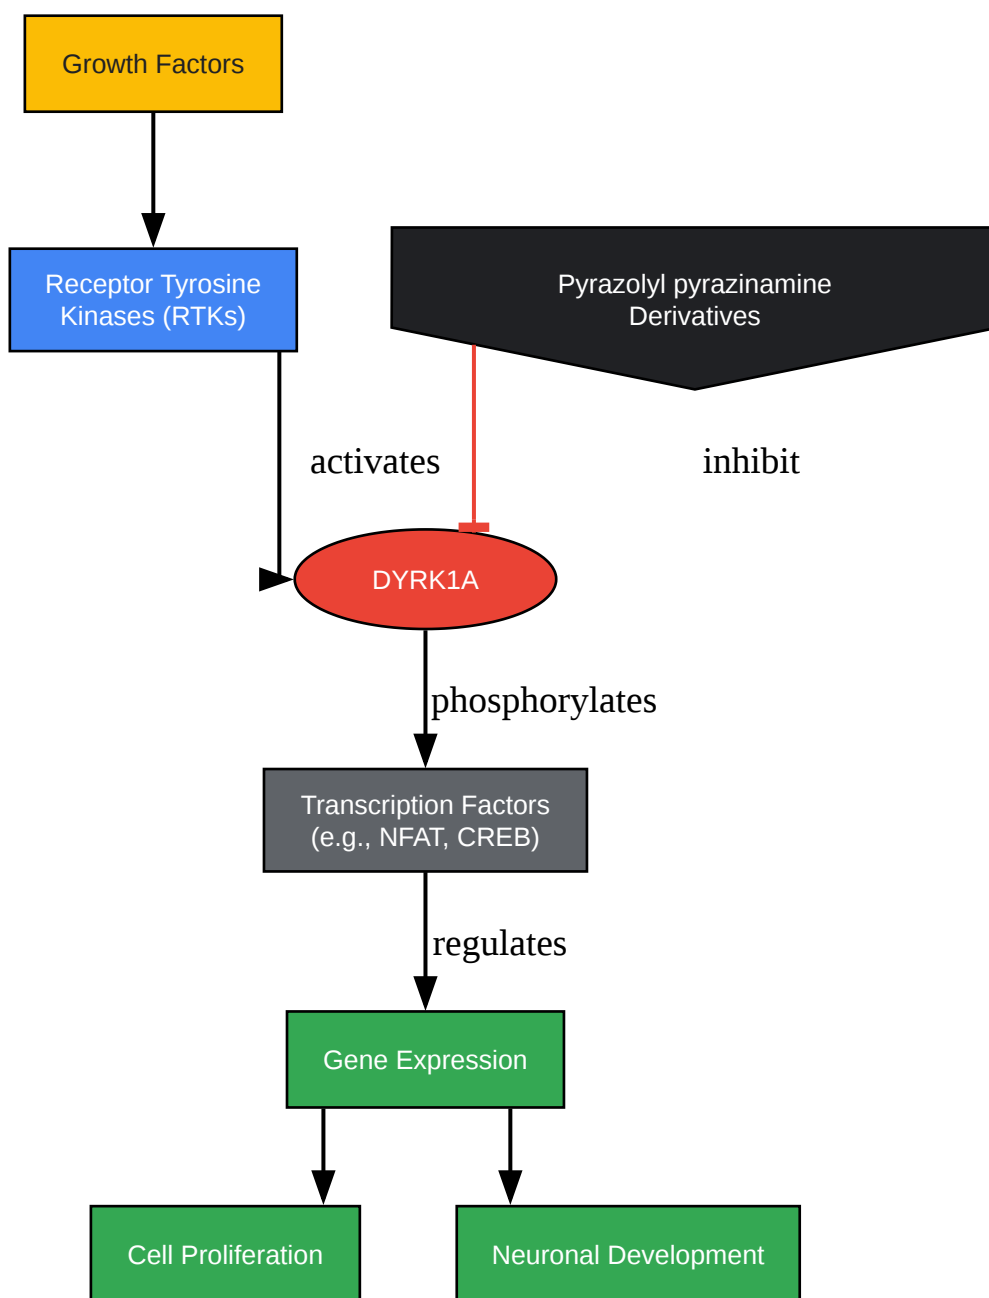 Growth Factors
Receptor Tyrosine
Kinases (RTKs)
Pyrazolyl pyrazinamine
Derivatives
activates
inhibit
DYRK1A
phosphorylates
Transcription Factors
(e.g., NFAT, CREB)
regulates
Gene Expression
Cell Proliferation
Neuronal Development